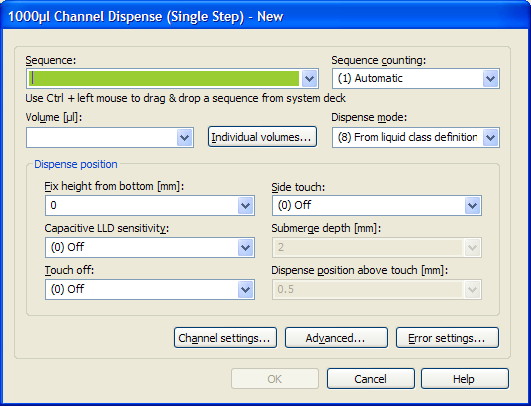 1000µl Channel Dispense (Single Step) - New
Sequence: Sequence counting:
(1) Automatic
Use Ctrl + left mouse to drag & drop a sequence from system deck
Volume [µl]: Dispense mode:
Individual volumes... (8) From liquid class definition
Dispense position
Fix height from bottom [mm]: Side touch:
0 (0) Off
Capacitive LLD sensitivity: Submerge depth [mm]:
(0) Off 2
Touch off: Dispense position above touch [mm]:
(0) Off 0.5
Channel settings... Advanced... Error settings...
OK Cancel Help